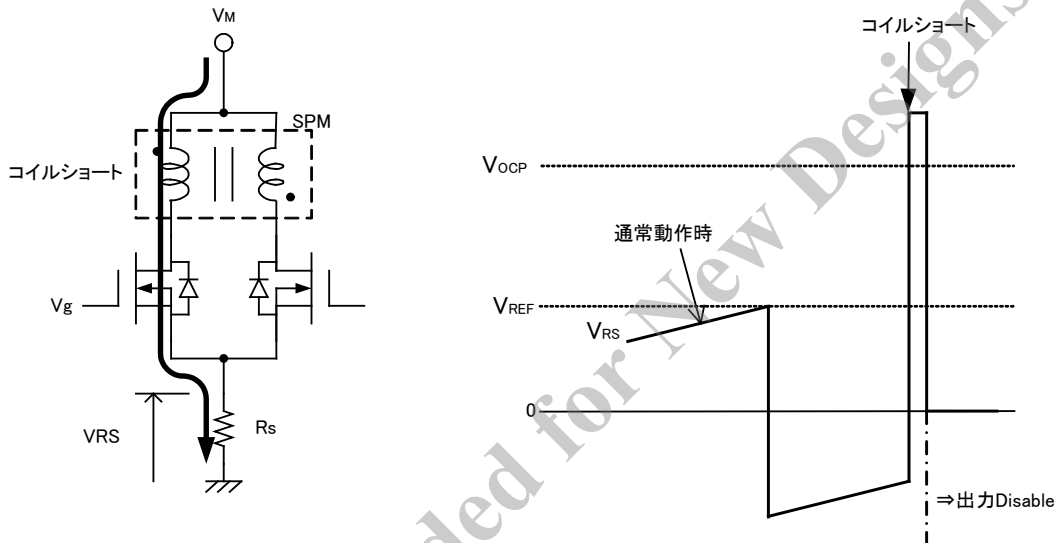 VM
SPM
コイルショート
Vg
VRS
Rs
コイルショート
VOCP
通常動作時
VREF
VRS
0
⇒出力Disable
ded for New Designs